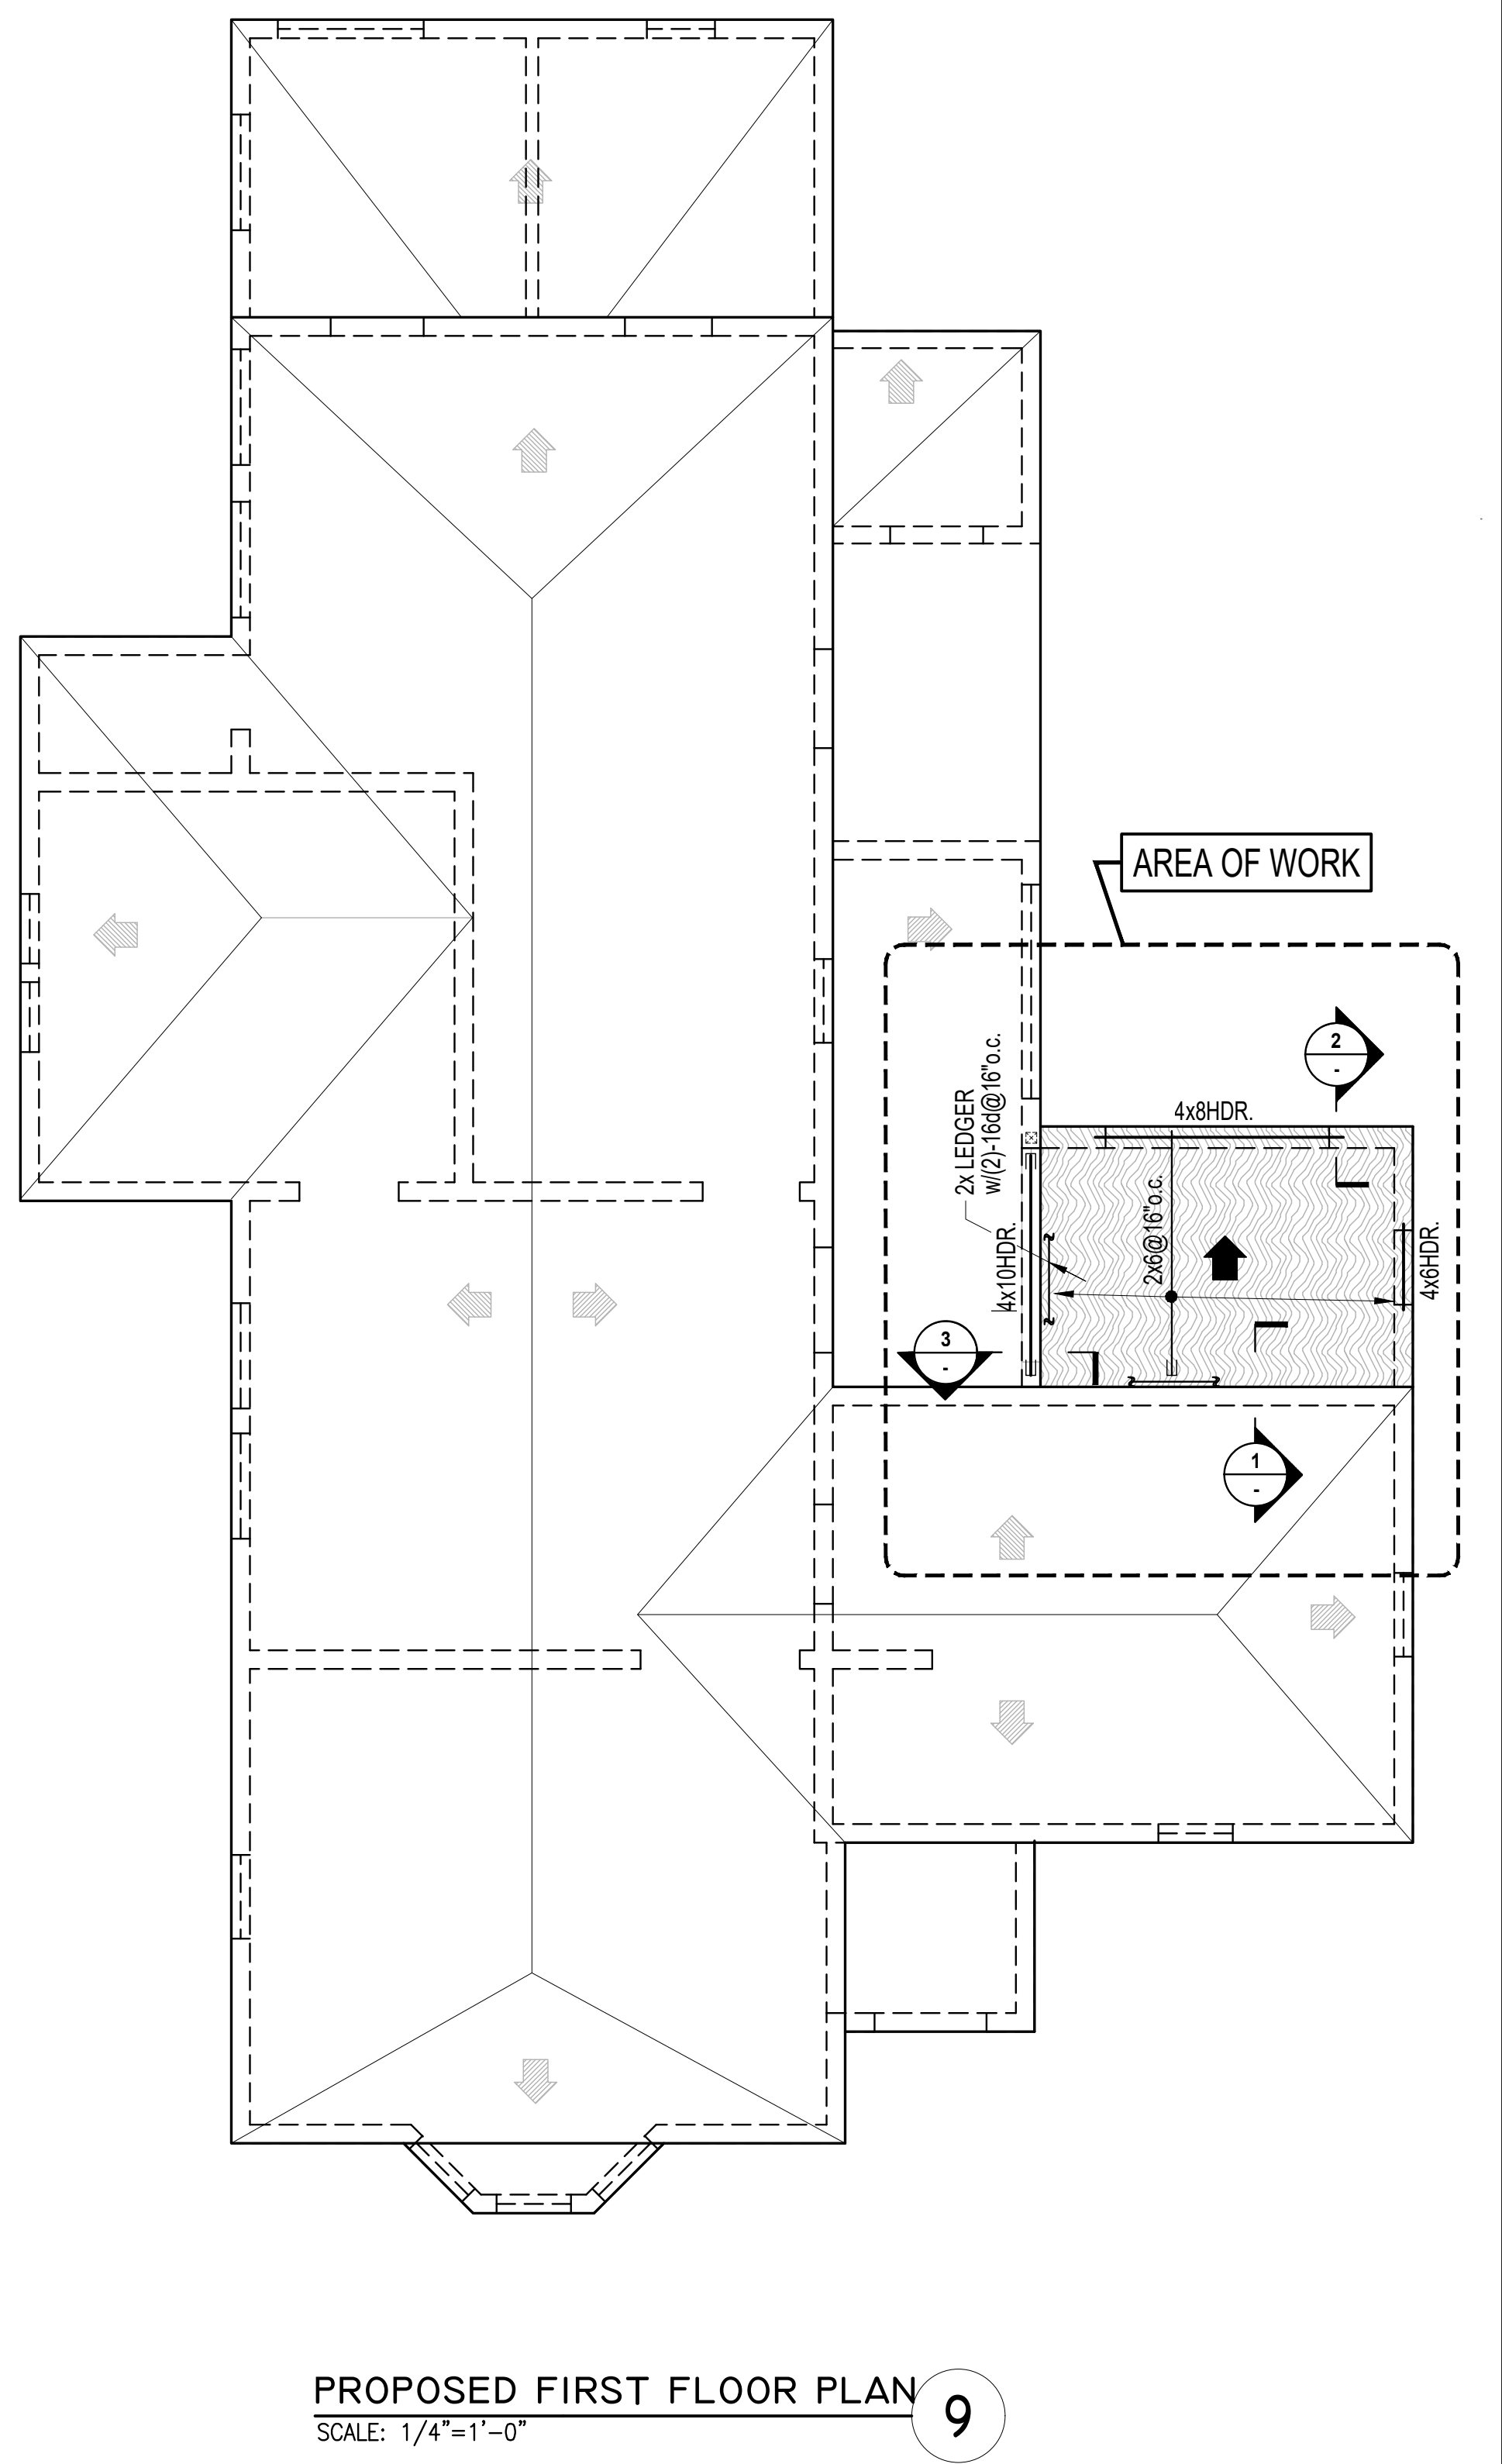 AREA OF WORK
2
-
4x8HDR.
2x LEDGER
w/(2)-16d@16"o.c.
4x10HDR.
2x6@16"o.c.
4x6HDR.
3
-
1
-
PROPOSED FIRST FLOOR PLAN
9
SCALE: 1/4"=1'-0"